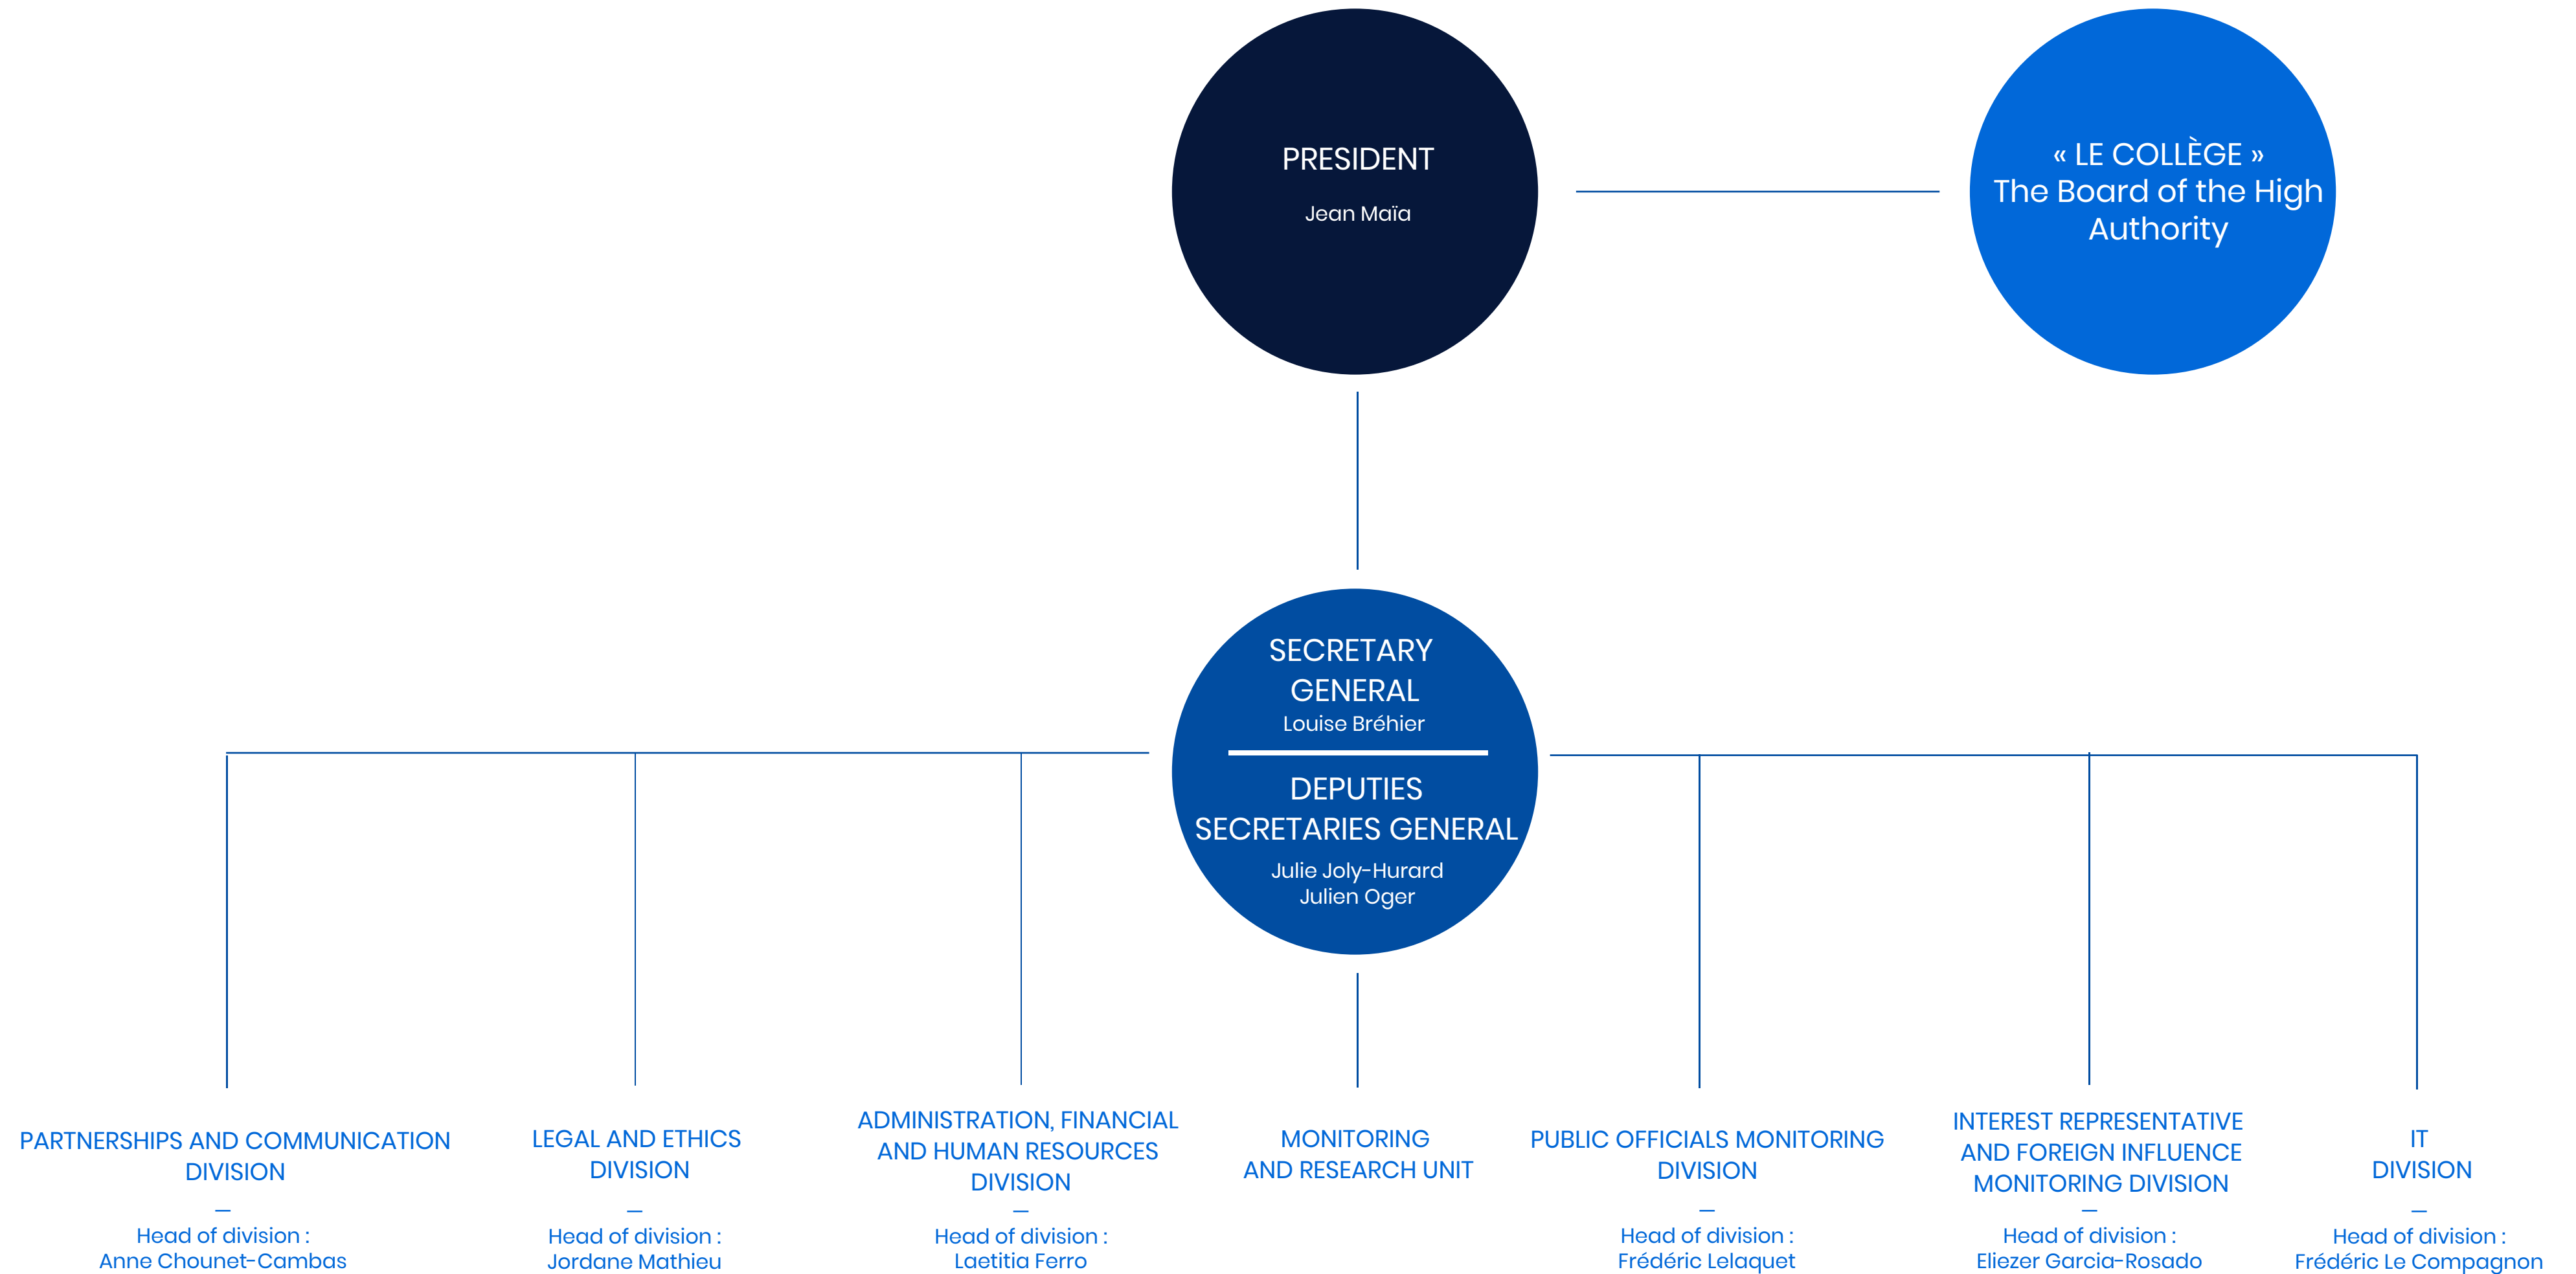 PRESIDENT
Jean Maïa
« LE COLLÈGE »
The Board of the High
Authority
SECRETARY
GENERAL
Louise Bréhier
DEPUTIES
SECRETARIES GENERAL
Julie Joly-Hurard
Julien Oger
PARTNERSHIPS AND COMMUNICATION
DIVISION
—
Head of division :
Anne Chounet-Cambas
LEGAL AND ETHICS
DIVISION
—
Head of division :
Jordane Mathieu
ADMINISTRATION, FINANCIAL
AND HUMAN RESOURCES
DIVISION
—
Head of division :
Laetitia Ferro
MONITORING
AND RESEARCH UNIT
PUBLIC OFFICIALS MONITORING
DIVISION
—
Head of division :
Frédéric Lelaquet
INTEREST REPRESENTATIVE
AND FOREIGN INFLUENCE
MONITORING DIVISION
—
Head of division :
Eliezer Garcia-Rosado
IT
DIVISION
—
Head of division :
Frédéric Le Compagnon